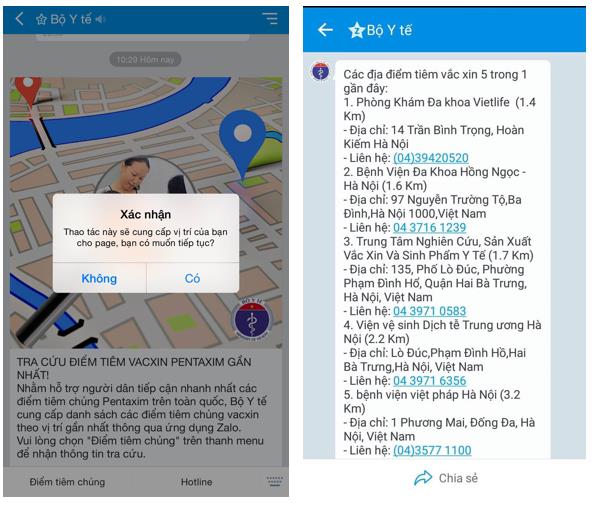 Bộ Y tế
10:29 Hôm nay
Xác nhận
Thao tác này sẽ cung cấp vị trí của bạn
cho page, bạn có muốn tiếp tục?
Không
Có
BỘ Y TẾ
TRA CỨU ĐIỂM TIÊM VACXIN PENTAXIM GẦN
NHẤT!
Nhằm hỗ trợ người dân tiếp cận nhanh nhất các
điểm tiêm chủng Pentaxim trên toàn quốc, Bộ Y tế
cung cấp danh sách các điểm tiêm chủng vacxin
theo vị trí gần nhất thông qua ứng dụng Zalo.
Vui lòng chọn "Điểm tiêm chủng" trên thanh menu
để nhận thông tin tra cứu.
Điểm tiêm chủng
Hotline
Bộ Y tế
Các địa điểm tiêm vắc xin 5 trong 1
gần đây:
1. Phòng Khám Đa khoa Vietlife (1.4
Km)
- Địa chỉ: 14 Trần Bình Trọng, Hoàn
Kiếm Hà Nội
- Liên hệ: (04)39420520
2. Bệnh Viện Đa Khoa Hồng Ngọc -
Hà Nội (1.6 Km)
- Địa chỉ: 97 Nguyễn Trường Tộ,Ba
Đình,Hà Nội 1000,Việt Nam
- Liên hệ: 04 3716 1239
3. Trung Tâm Nghiên Cứu, Sản Xuất
Vắc Xin Và Sinh Phẩm Y Tế (1.7 Km)
- Địa chỉ: 135, Phố Lò Đúc, Phường
Phạm Đình Hổ, Quận Hai Bà Trưng,
Hà Nội, Việt Nam
- Liên hệ: 04 3971 0583
4. Viện vệ sinh Dịch tễ Trung ương Hà
Nội (2.2 Km)
- Địa chỉ: Lò Đúc,Phạm Đình Hồ,Hai
Bà Trưng,Hà Nội, Việt Nam
- Liên hệ: 04 3971 6356
5. bệnh viện việt pháp Hà Nội (3.2
Km)
- Địa chỉ: 1 Phương Mai, Đống Đa, Hà
Nội, Việt Nam
- Liên hệ: (04)3577 1100
Chia sẻ